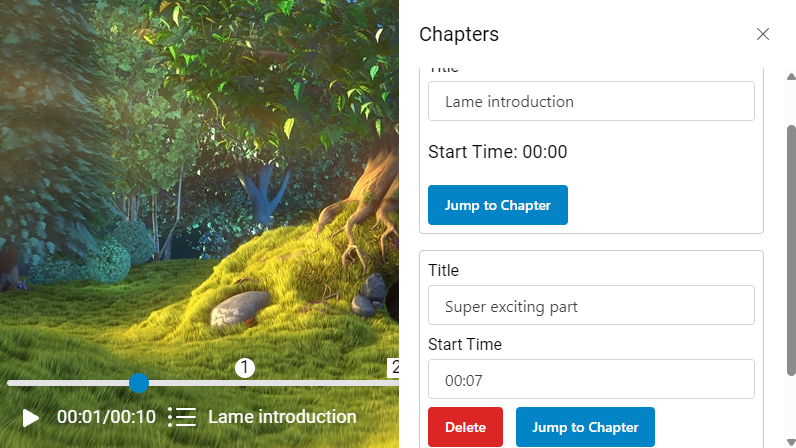 Chapters
Title
Lame introduction
Start Time: 00:00
Jump to Chapter
Title
Super exciting part
Start Time
00:07
Delete Jump to Chapter
1
2
00:01/00:10 Lame introduction